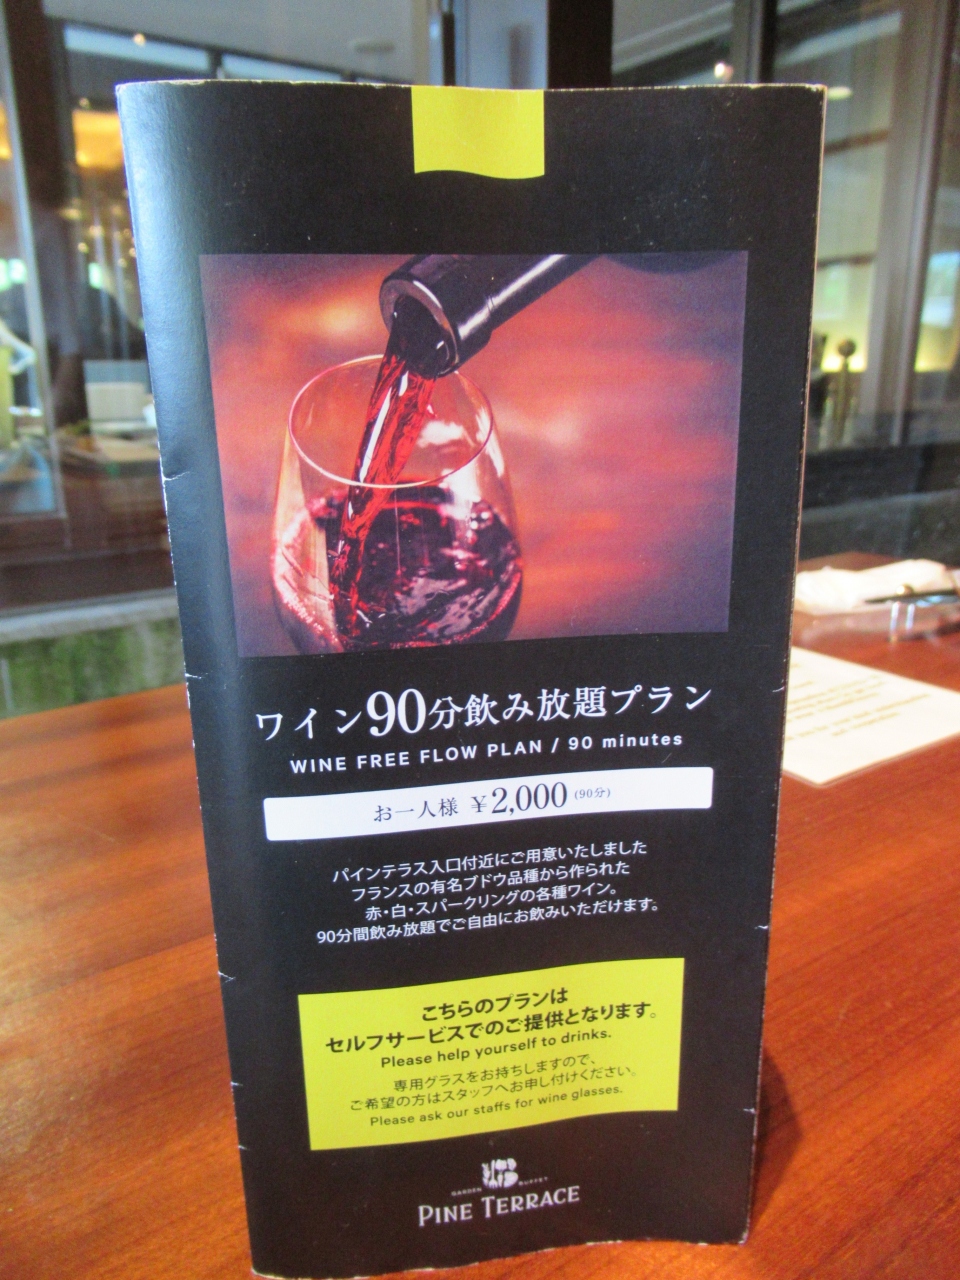 ワイン90分飲み放題プラン
WINE FREE FLOW PLAN / 90 minutes
お一人様 ¥2,000 (90分)
パインテラス入口付近にご用意いたしました
フランスの有名ブドウ品種から作られた
赤・白・スパークリングの各種ワイン。
90分間飲み放題でご自由にお飲みいただけます。
こちらのプランは
セルフサービスでのご提供となります。
Please help yourself to drinks.
専用グラスをお持ちしますので、
ご希望の方はスタッフへお申し付けください。
Please ask our staffs for wine glasses.
GARDEN BUFFET
PINE TERRACE